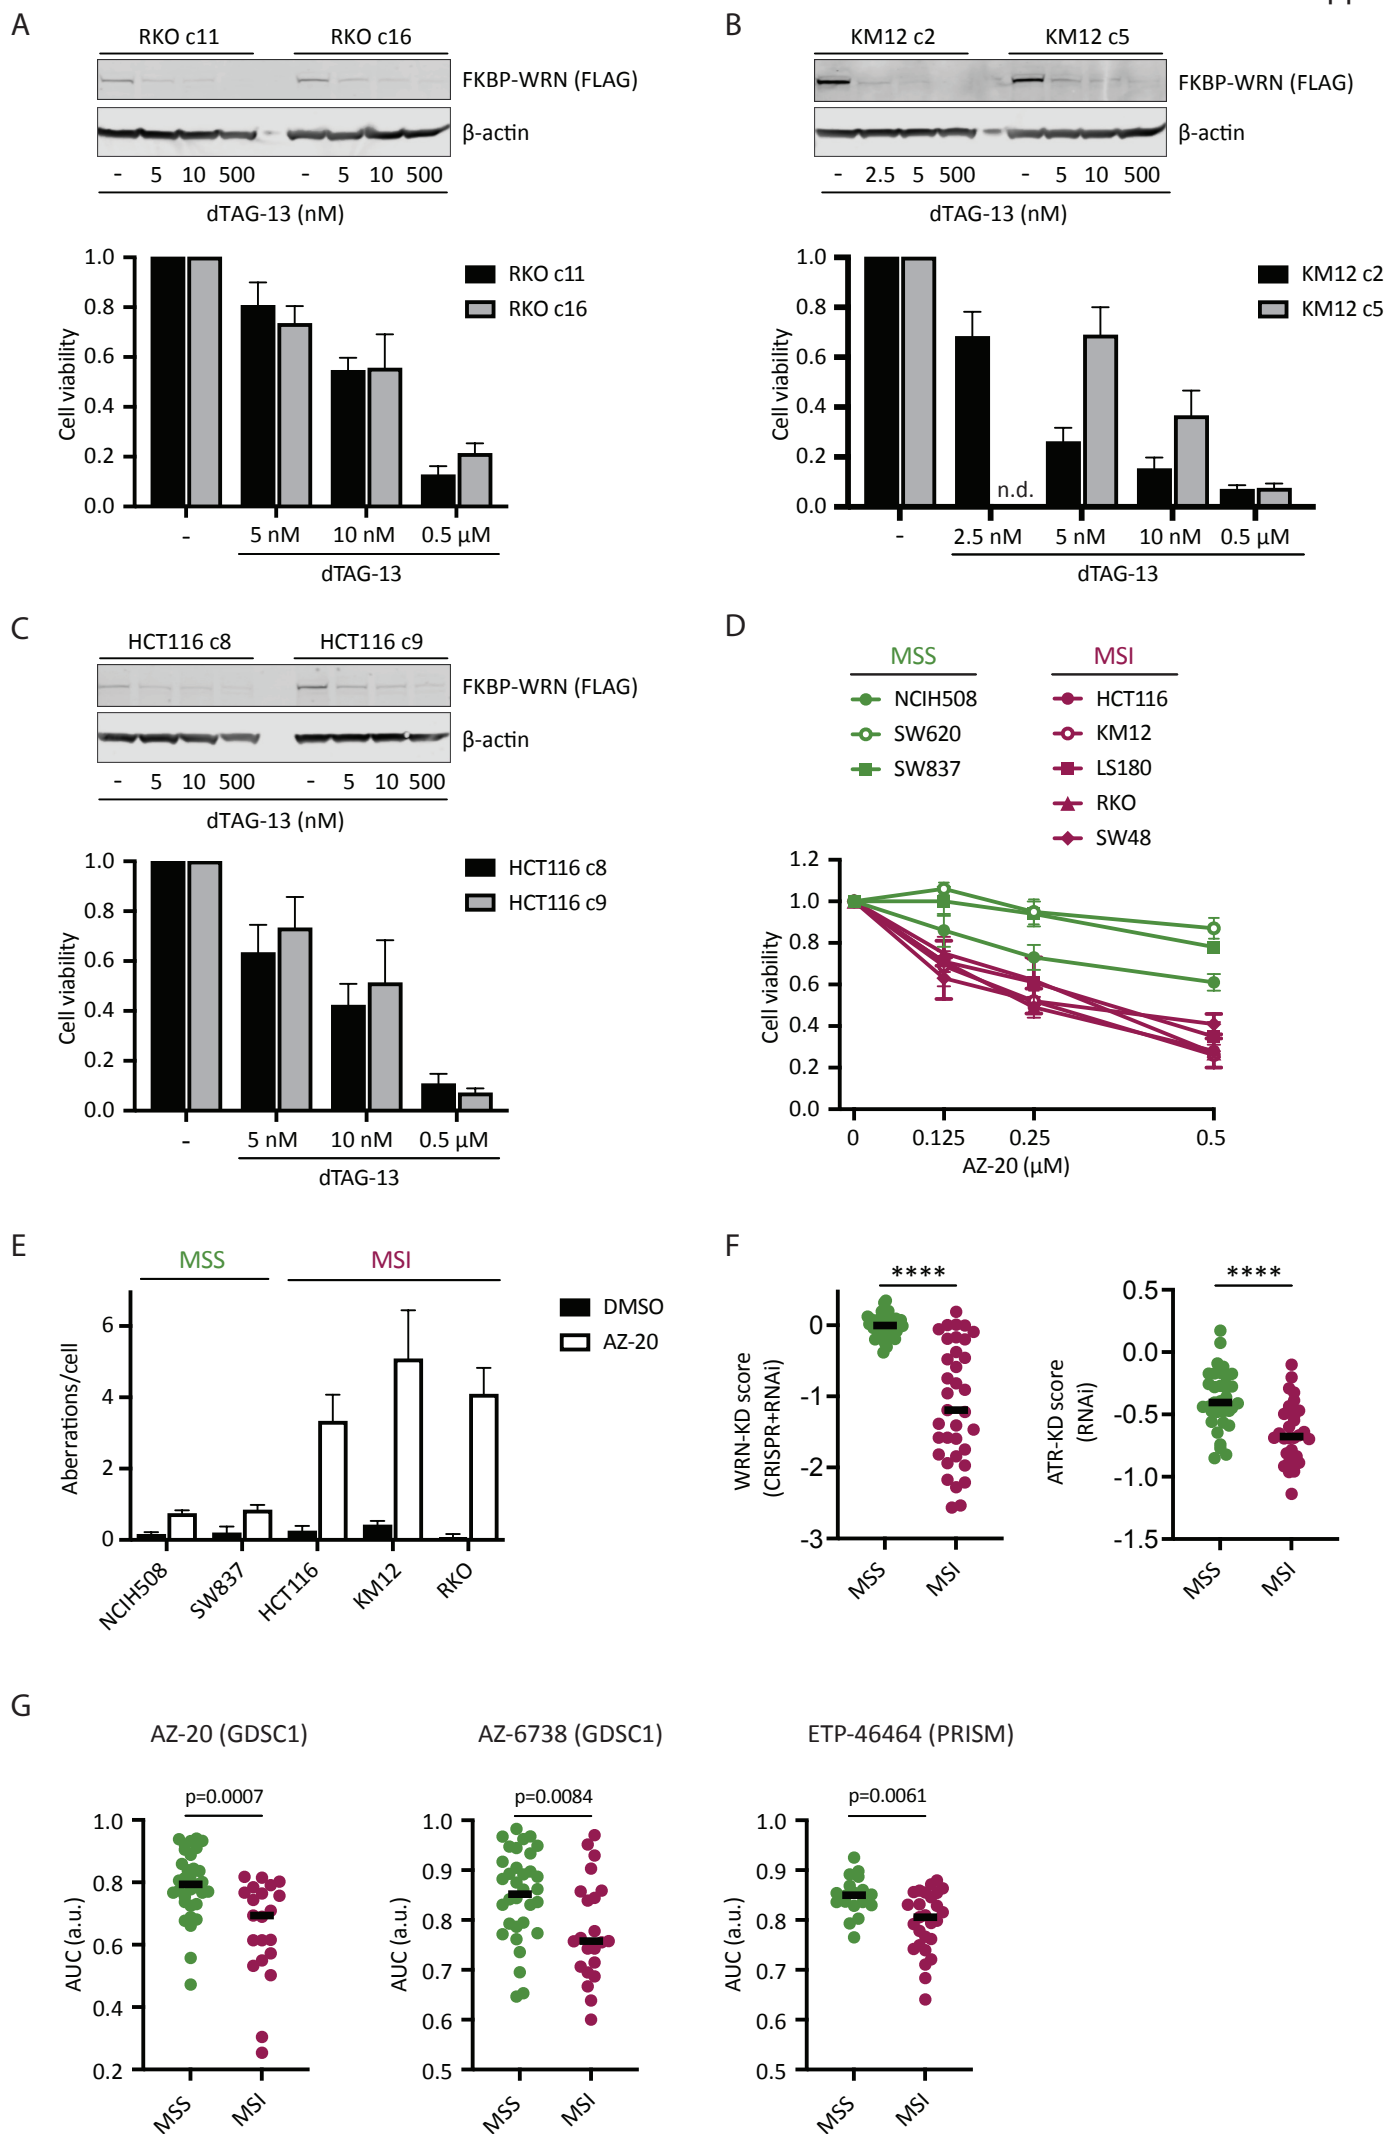 A
RKO c11 RKO c16
FKBP-WRN (FLAG)
β-actin
- 5 10 500 - 5 10 500
dTAG-13 (nM)
1.0
0.8
0.6
0.4
0.2
0.0
Cell viability
RKO c11
RKO c16
- 5 nM 10 nM 0.5 μM
dTAG-13
B
KM12 c2 KM12 c5
FKBP-WRN (FLAG)
β-actin
- 2.5 5 500 - 5 10 500
dTAG-13 (nM)
1.0
0.8
0.6
0.4
0.2
0.0
Cell viability
KM12 c2
KM12 c5
n.d.
- 2.5 nM 5 nM 10 nM 0.5 μM
dTAG-13
C
HCT116 c8 HCT116 c9
FKBP-WRN (FLAG)
β-actin
- 5 10 500 - 5 10 500
dTAG-13 (nM)
1.0
0.8
0.6
0.4
0.2
0.0
Cell viability
HCT116 c8
HCT116 c9
- 5 nM 10 nM 0.5 μM
dTAG-13
D
MSS MSI
NCIH508 HCT116
SW620 KM12
SW837 LS180
RKO
SW48
1.2
1.0
0.8
0.6
0.4
0.2
0.0
Cell viability
0 0.125 0.25 0.5
AZ-20 (μM)
E
MSS MSI
DMSO
AZ-20
6
4
2
0
Aberrations/cell
NCIH508 SW837 HCT116 KM12 RKO
F
****
0
-1
-2
-3
WRN-KD score
(CRISPR+RNAi)
MSS MSI
****
0.5
0.0
-0.5
-1.0
-1.5
ATR-KD score
(RNAi)
MSS MSI
G
AZ-20 (GDSC1)
p=0.0007
1.0
0.8
0.6
0.4
0.2
AUC (a.u.)
MSS MSI
AZ-6738 (GDSC1)
p=0.0084
1.0
0.9
0.8
0.7
0.6
0.5
AUC (a.u.)
MSS MSI
ETP-46464 (PRISM)
p=0.0061
1.0
0.9
0.8
0.7
0.6
0.5
AUC (a.u.)
MSS MSI